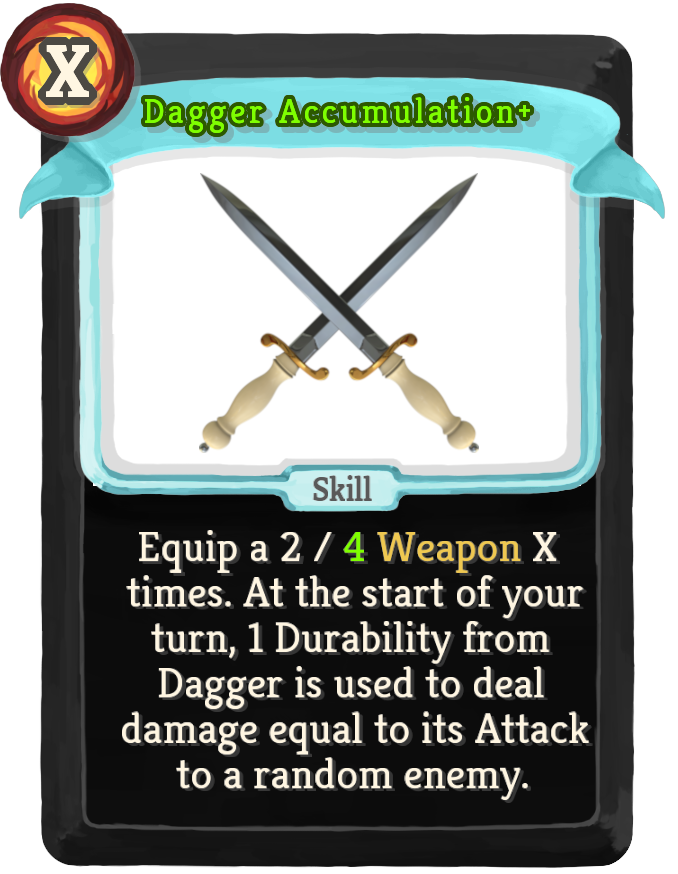 X
Dagger Accumulation+
Skill
Equip a 2 / 4 Weapon X
times. At the start of your
turn, 1 Durability from
Dagger is used to deal
damage equal to its Attack
to a random enemy.